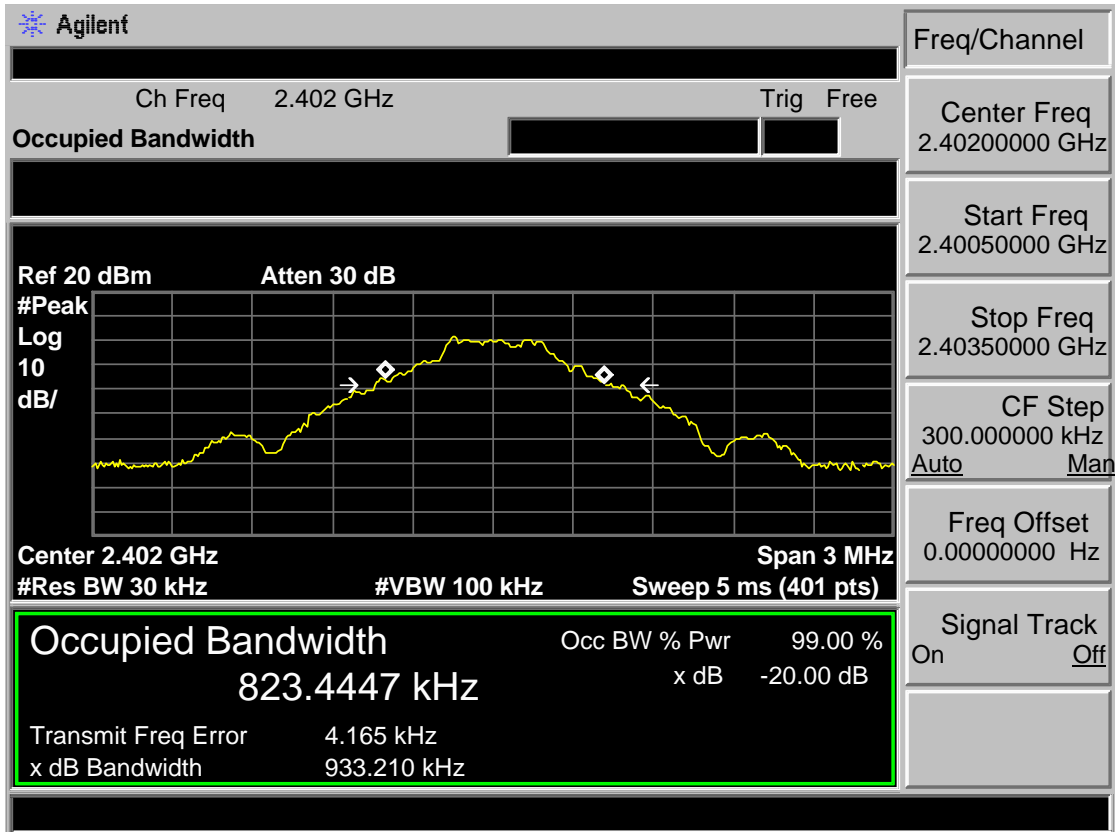 Agilent
Freq/Channel
Ch Freq 2.402 GHz Trig Free
Occupied Bandwidth
Center Freq
2.40200000 GHz
Start Freq
2.40050000 GHz
Stop Freq
2.40350000 GHz
CF Step
300.000000 kHz
Auto Man
Freq Offset
0.00000000 Hz
Signal Track
On Off
Ref 20 dBm Atten 30 dB
#Peak
Log
10
dB/
Center 2.402 GHz Span 3 MHz
#Res BW 30 kHz #VBW 100 kHz Sweep 5 ms (401 pts)
Occupied Bandwidth Occ BW % Pwr 99.00 %
823.4447 kHz x dB -20.00 dB
Transmit Freq Error 4.165 kHz
x dB Bandwidth 933.210 kHz